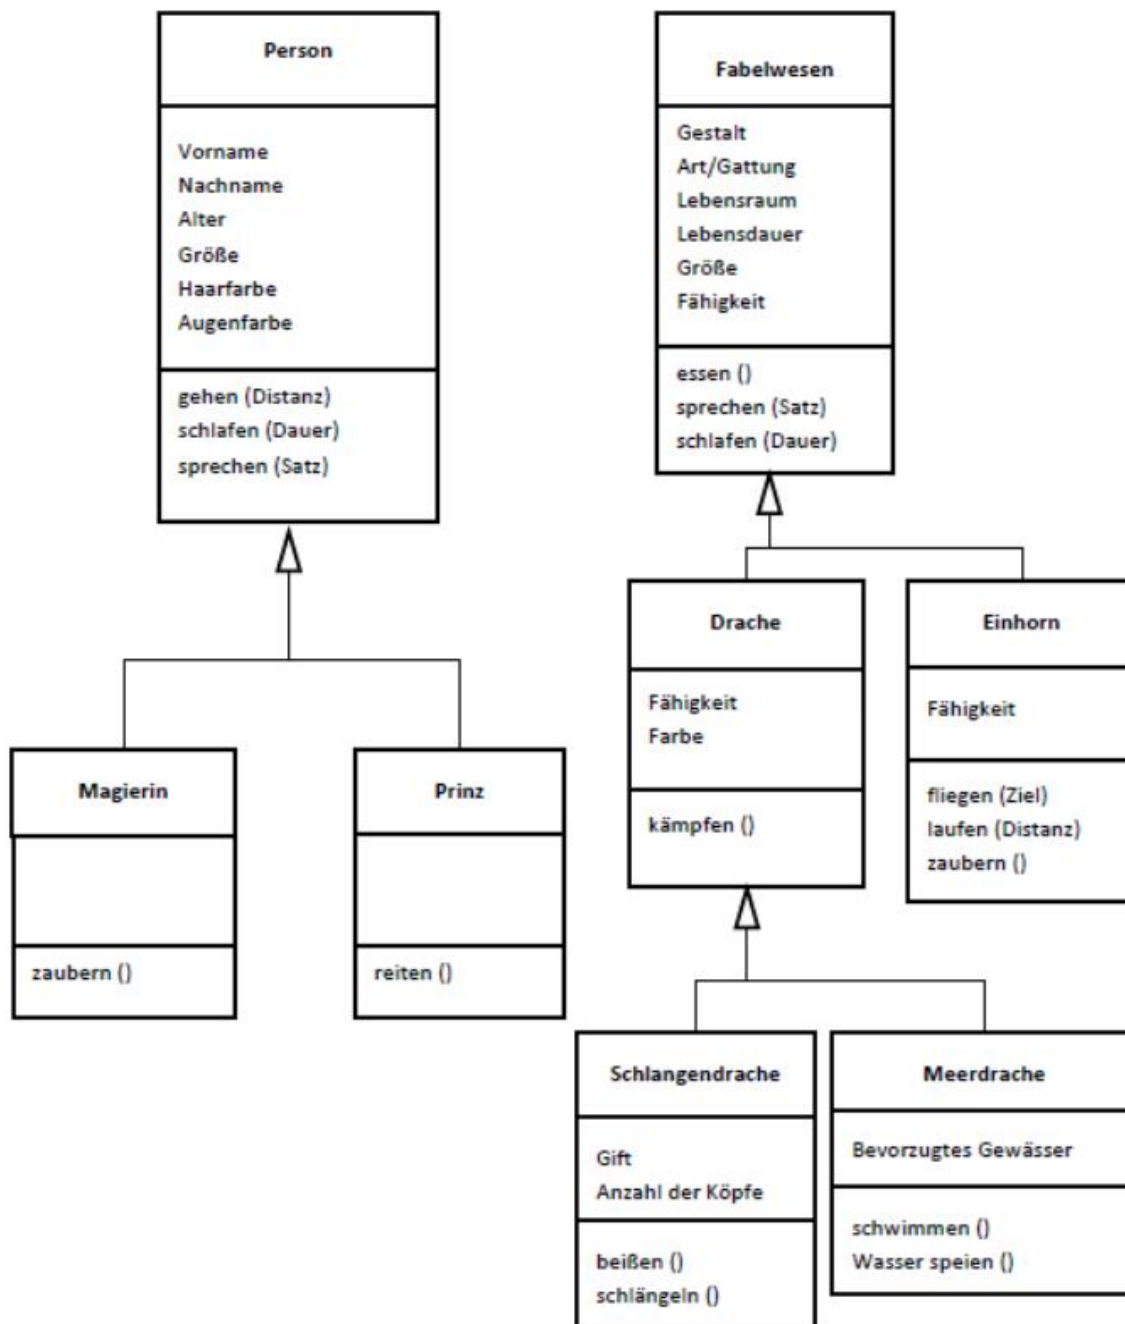 Person
Vorname
Nachname
Alter
Größe
Haarfarbe
Augenfarbe
gehen (Distanz)
schlafen (Dauer)
sprechen (Satz)
Fabelwesen
Gestalt
Art/Gattung
Lebensraum
Lebensdauer
Größe
Fähigkeit
essen ()
sprechen (Satz)
schlafen (Dauer)
Magierin
zaubern ()
Prinz
reiten ()
Drache
Fähigkeit
Farbe
kämpfen ()
Einhorn
Fähigkeit
fliegen (Ziel)
laufen (Distanz)
zaubern ()
Schlangendrache
Gift
Anzahl der Köpfe
beißen ()
schlängeln ()
Meerdrache
Bevorzugtes Gewässer
schwimmen ()
Wasser speien ()